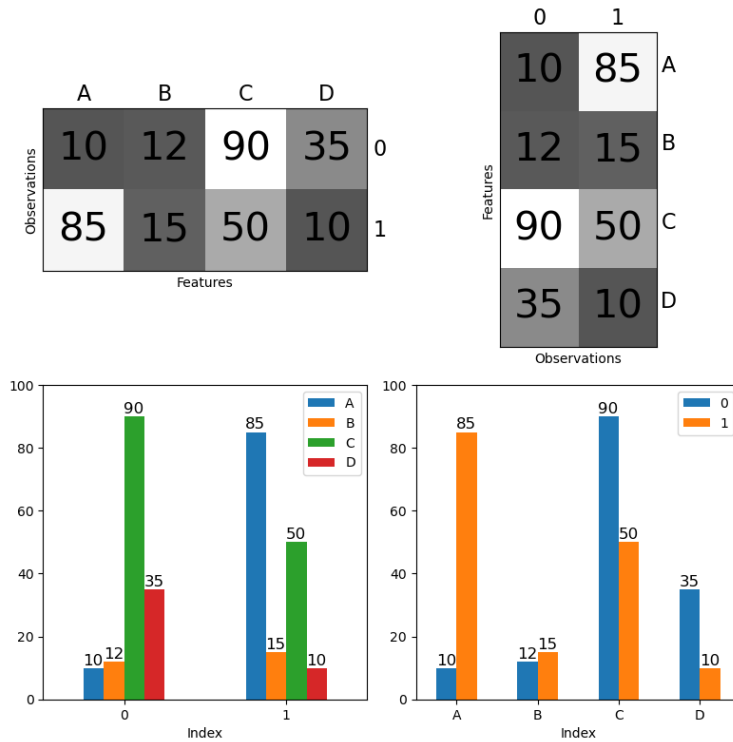 A B C D
Observations
10 12 90 35 0
85 15 50 10 1
Features
0 1
Features
10 85 A
12 15 B
90 50 C
35 10 D
Observations
100
80
60
40
20
0
10 12 90 35
85 15 50 10
0 1
Index
A
B
C
D
100
80
60
40
20
0
10 85 12 15 90 50 35 10
A B C D
Index
0
1